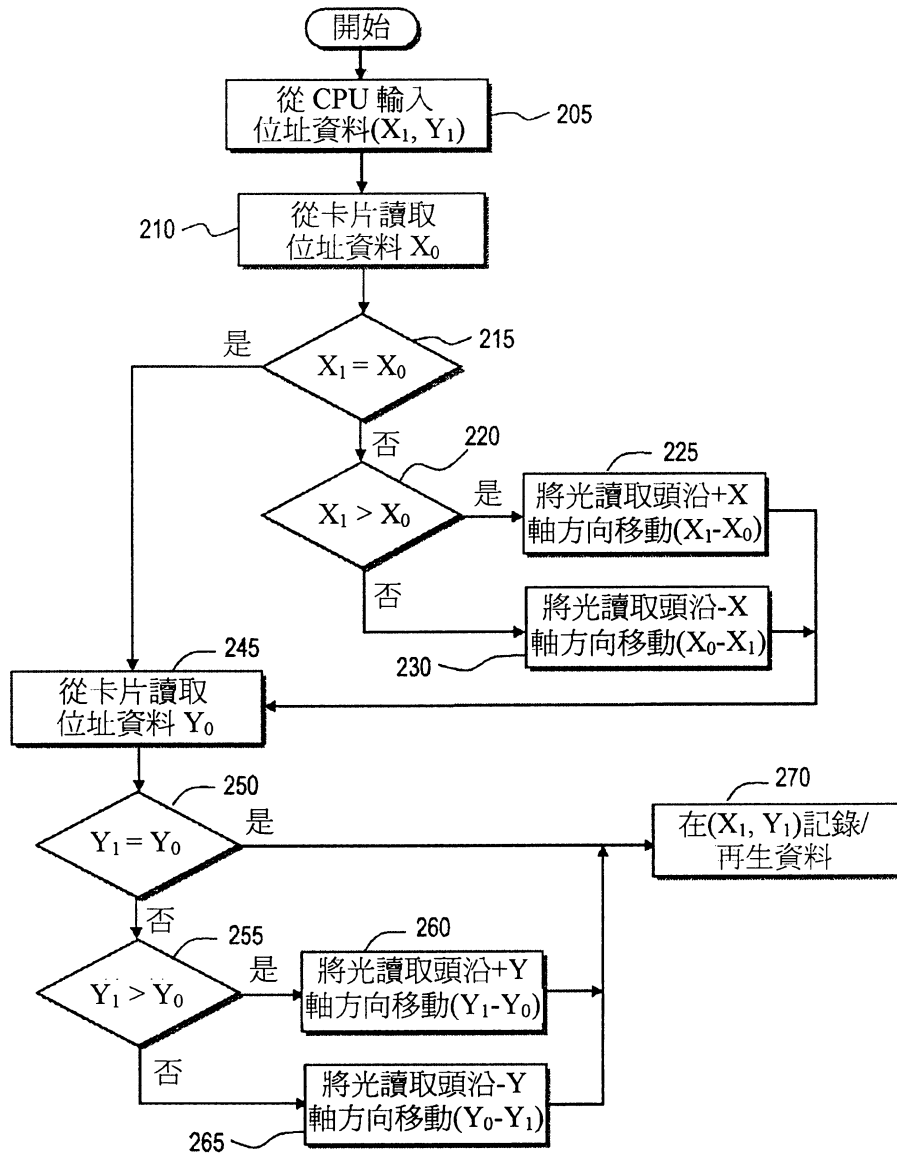 開始
從 CPU 輸入
位址資料(X₁, Y₁)
205
從卡片讀取
位址資料 X₀
210
215
是
X₁ = X₀
否
220
225
X₁ > X₀
是
將光讀取頭沿+X
軸方向移動(X₁-X₀)
否
將光讀取頭沿-X
軸方向移動(X₀-X₁)
230
245
從卡片讀取
位址資料 Y₀
250
Y₁ = Y₀
是
270
在(X₁, Y₁)記錄/
再生資料
否
255
260
Y₁ > Y₀
是
將光讀取頭沿+Y
軸方向移動(Y₁-Y₀)
否
將光讀取頭沿-Y
軸方向移動(Y₀-Y₁)
265